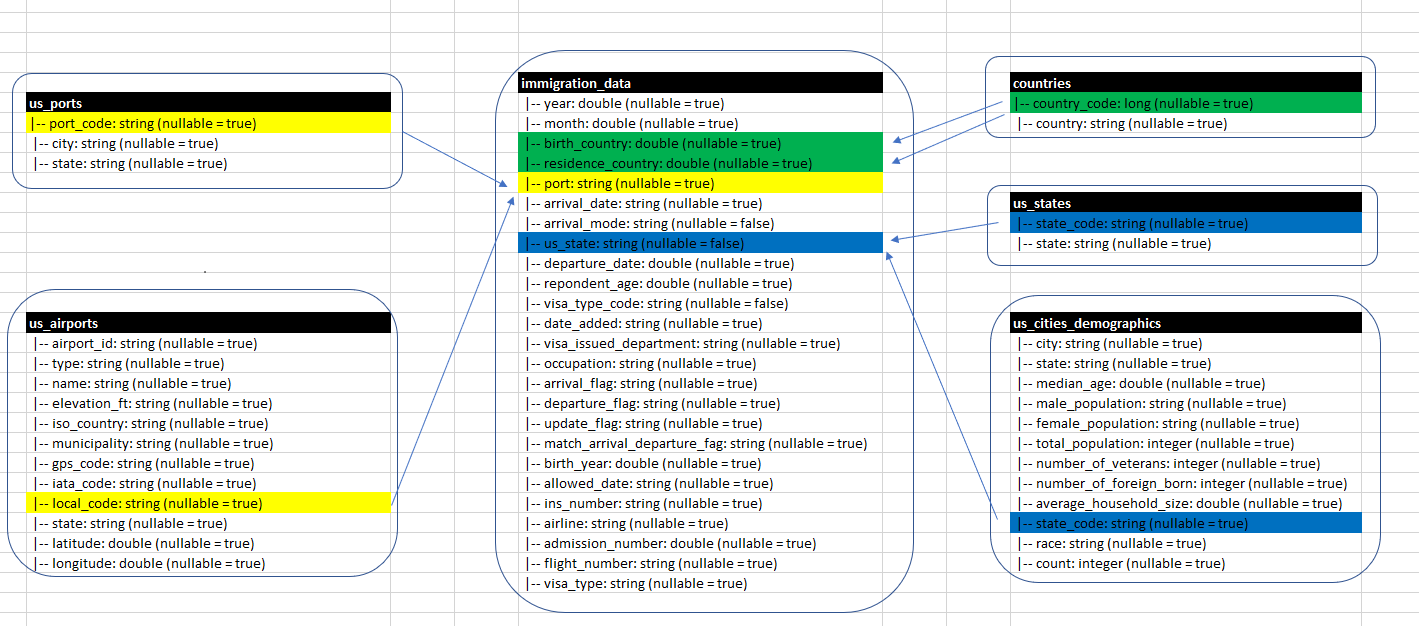 us_ports
|-- port_code: string (nullable = true)
|-- city: string (nullable = true)
|-- state: string (nullable = true)
us_airports
|-- airport_id: string (nullable = true)
|-- type: string (nullable = true)
|-- name: string (nullable = true)
|-- elevation_ft: string (nullable = true)
|-- iso_country: string (nullable = true)
|-- municipality: string (nullable = true)
|-- gps_code: string (nullable = true)
|-- iata_code: string (nullable = true)
|-- local_code: string (nullable = true)
|-- state: string (nullable = true)
|-- latitude: double (nullable = true)
|-- longitude: double (nullable = true)
immigration_data
|-- year: double (nullable = true)
|-- month: double (nullable = true)
|-- birth_country: double (nullable = true)
|-- residence_country: double (nullable = true)
|-- port: string (nullable = true)
|-- arrival_date: string (nullable = true)
|-- arrival_mode: string (nullable = false)
|-- us_state: string (nullable = false)
|-- departure_date: double (nullable = true)
|-- repondent_age: double (nullable = true)
|-- visa_type_code: string (nullable = false)
|-- date_added: string (nullable = true)
|-- visa_issued_department: string (nullable = true)
|-- occupation: string (nullable = true)
|-- arrival_flag: string (nullable = true)
|-- departure_flag: string (nullable = true)
|-- update_flag: string (nullable = true)
|-- match_arrival_departure_fag: string (nullable = true)
|-- birth_year: double (nullable = true)
|-- allowed_date: string (nullable = true)
|-- ins_number: string (nullable = true)
|-- airline: string (nullable = true)
|-- admission_number: double (nullable = true)
|-- flight_number: string (nullable = true)
|-- visa_type: string (nullable = true)
countries
|-- country_code: long (nullable = true)
|-- country: string (nullable = true)
us_states
|-- state_code: string (nullable = true)
|-- state: string (nullable = true)
us_cities_demographics
|-- city: string (nullable = true)
|-- state: string (nullable = true)
|-- median_age: double (nullable = true)
|-- male_population: string (nullable = true)
|-- female_population: string (nullable = true)
|-- total_population: integer (nullable = true)
|-- number_of_veterans: integer (nullable = true)
|-- number_of_foreign_born: integer (nullable = true)
|-- average_household_size: double (nullable = true)
|-- state_code: string (nullable = true)
|-- race: string (nullable = true)
|-- count: integer (nullable = true)